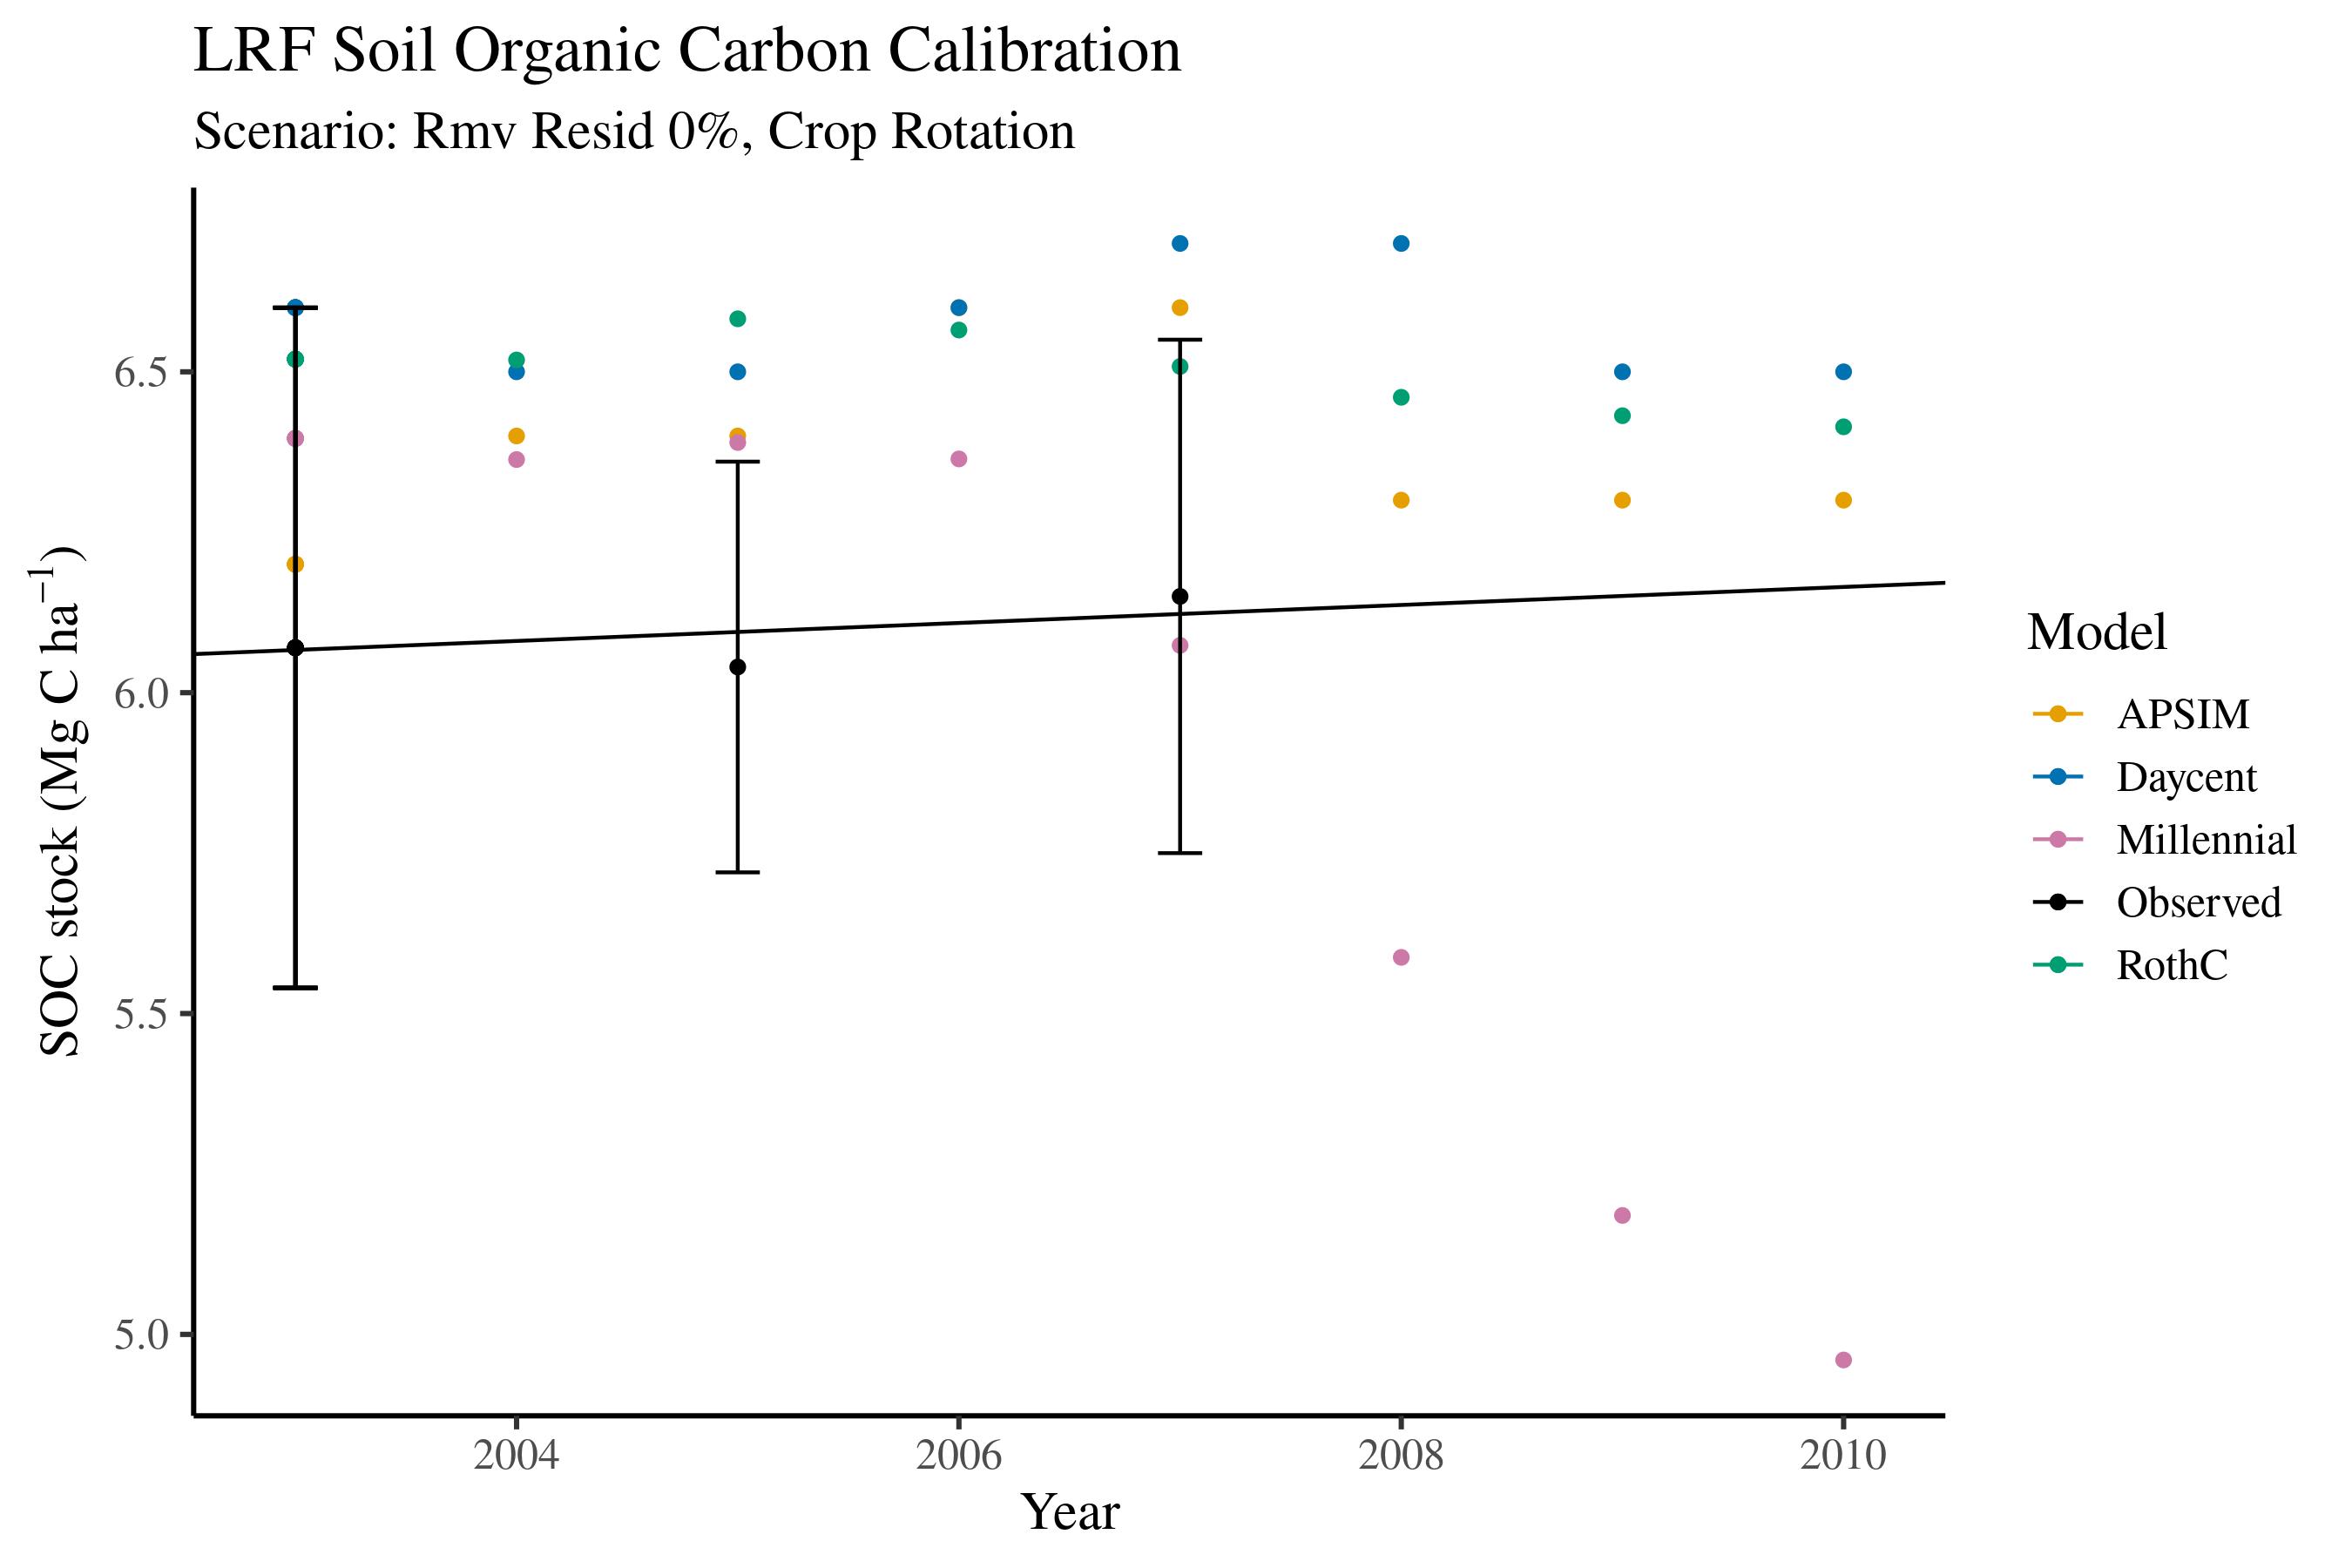 LRF Soil Organic Carbon Calibration
Scenario: Rmv Resid 0%, Crop Rotation
SOC stock (Mg C ha⁻¹)
6.5
6.0
5.5
5.0
2004
2006
2008
2010
Year
Model
APSIM
Daycent
Millennial
Observed
RothC